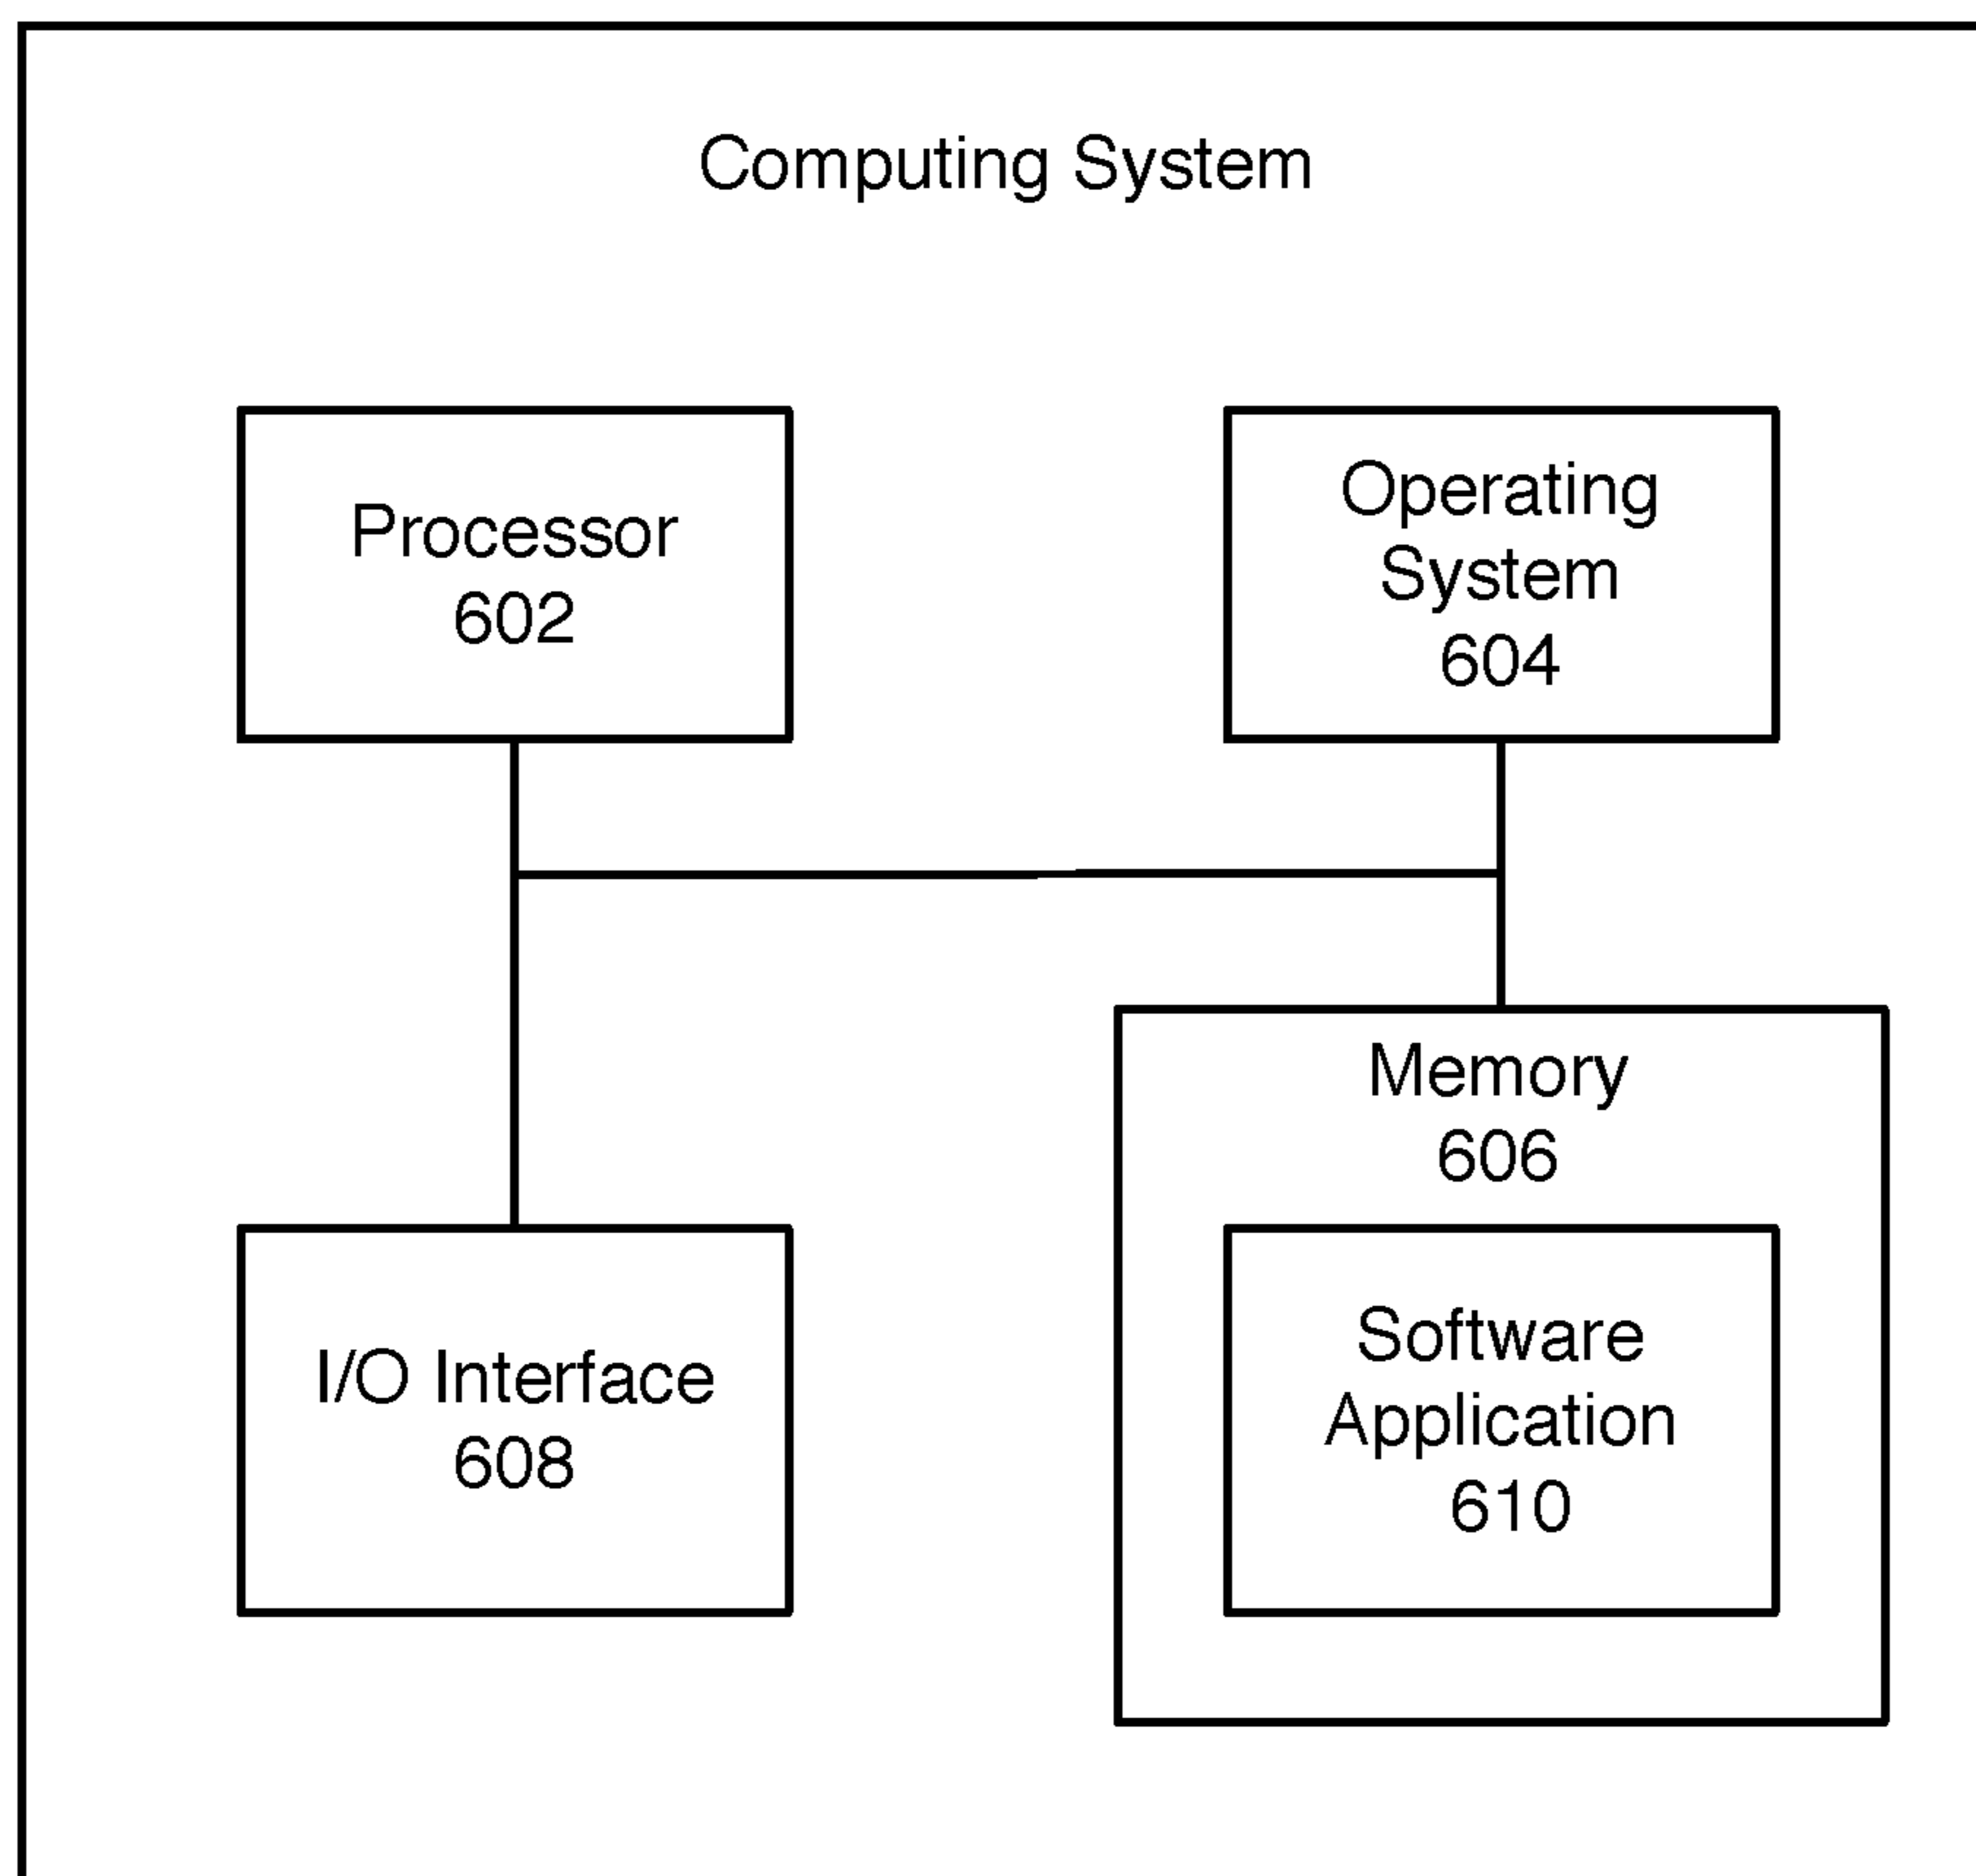 Computing System
Processor
602
Operating
System
604
Memory
606
I/O Interface
608
Software
Application
610